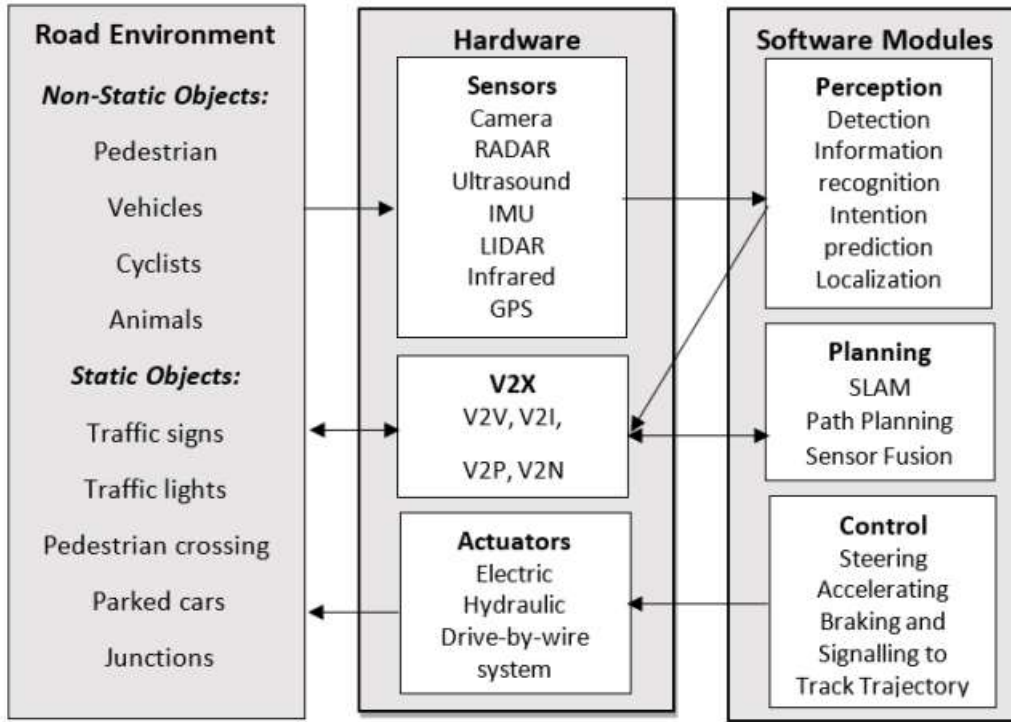 Road Environment
Non-Static Objects:
Pedestrian
Vehicles
Cyclists
Animals
Static Objects:
Traffic signs
Traffic lights
Pedestrian crossing
Parked cars
Junctions
Hardware
Sensors
Camera
RADAR
Ultrasound
IMU
LIDAR
Infrared
GPS
V2X
V2V, V2I,
V2P, V2N
Actuators
Electric
Hydraulic
Drive-by-wire
system
Software Modules
Perception
Detection
Information
recognition
Intention
prediction
Localization
Planning
SLAM
Path Planning
Sensor Fusion
Control
Steering
Accelerating
Braking and
Signalling to
Track Trajectory